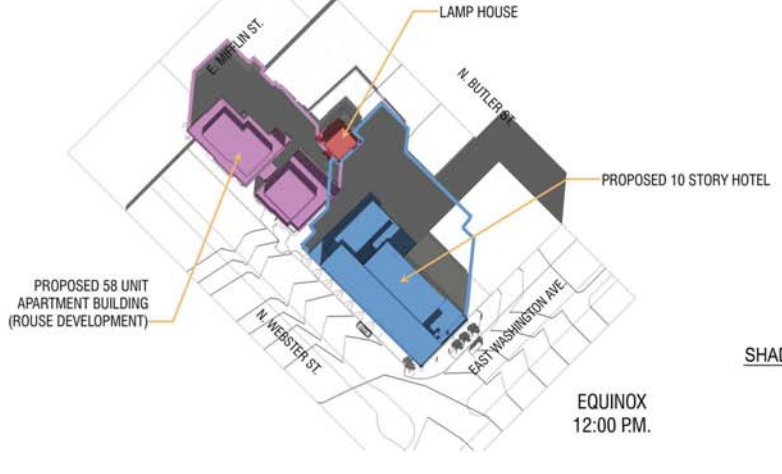 LAMP HOUSE
E. MIFFLIN ST.
N. BUTLER ST.
PROPOSED 10 STORY HOTEL
PROPOSED 58 UNIT
APARTMENT BUILDING
(ROUSE DEVELOPMENT)
N. WEBSTER ST.
EAST WASHINGTON AVE.
SHAD
EQUINOX
12:00 P.M.